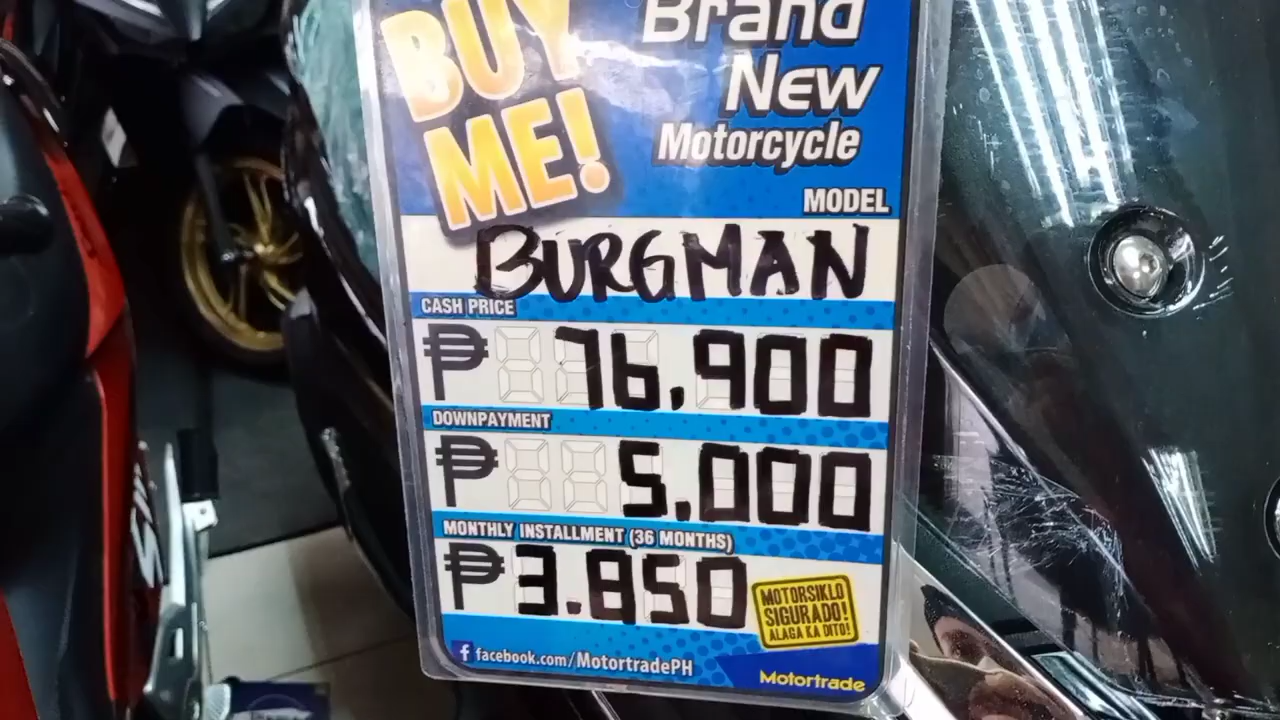 BUY
ME!
Brand
New
Motorcycle
MODEL
BURGMAN
CASH PRICE
₱ 76,900
DOWNPAYMENT
₱ 5,000
MONTHLY INSTALLMENT (36 MONTHS)
₱ 3,850
MOTORSIKLO
SIGURADO!
ALAGA KA DITO!
facebook.com/MotortradePH
Motortrade